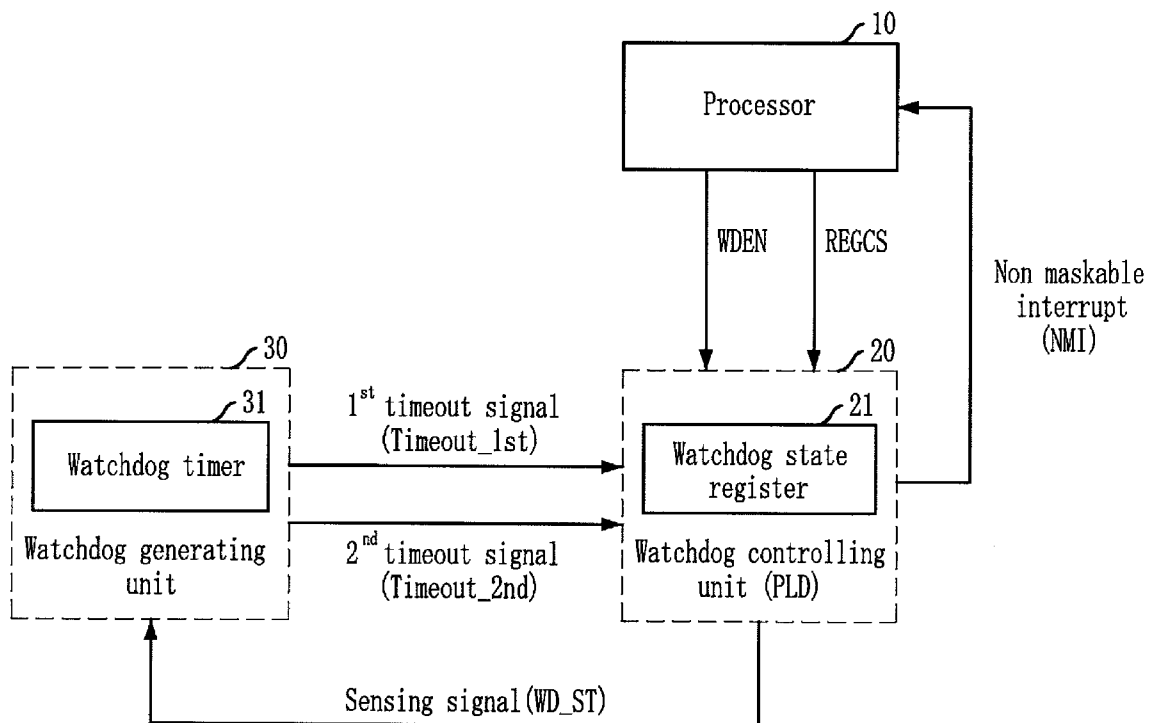 10
Processor
WDEN
REGCS
Non maskable
interrupt
(NMI)
30
31
Watchdog timer
Watchdog generating
unit
1st timeout signal
(Timeout_1st)
2nd timeout signal
(Timeout_2nd)
20
21
Watchdog state
register
Watchdog controlling
unit (PLD)
Sensing signal(WD_ST)